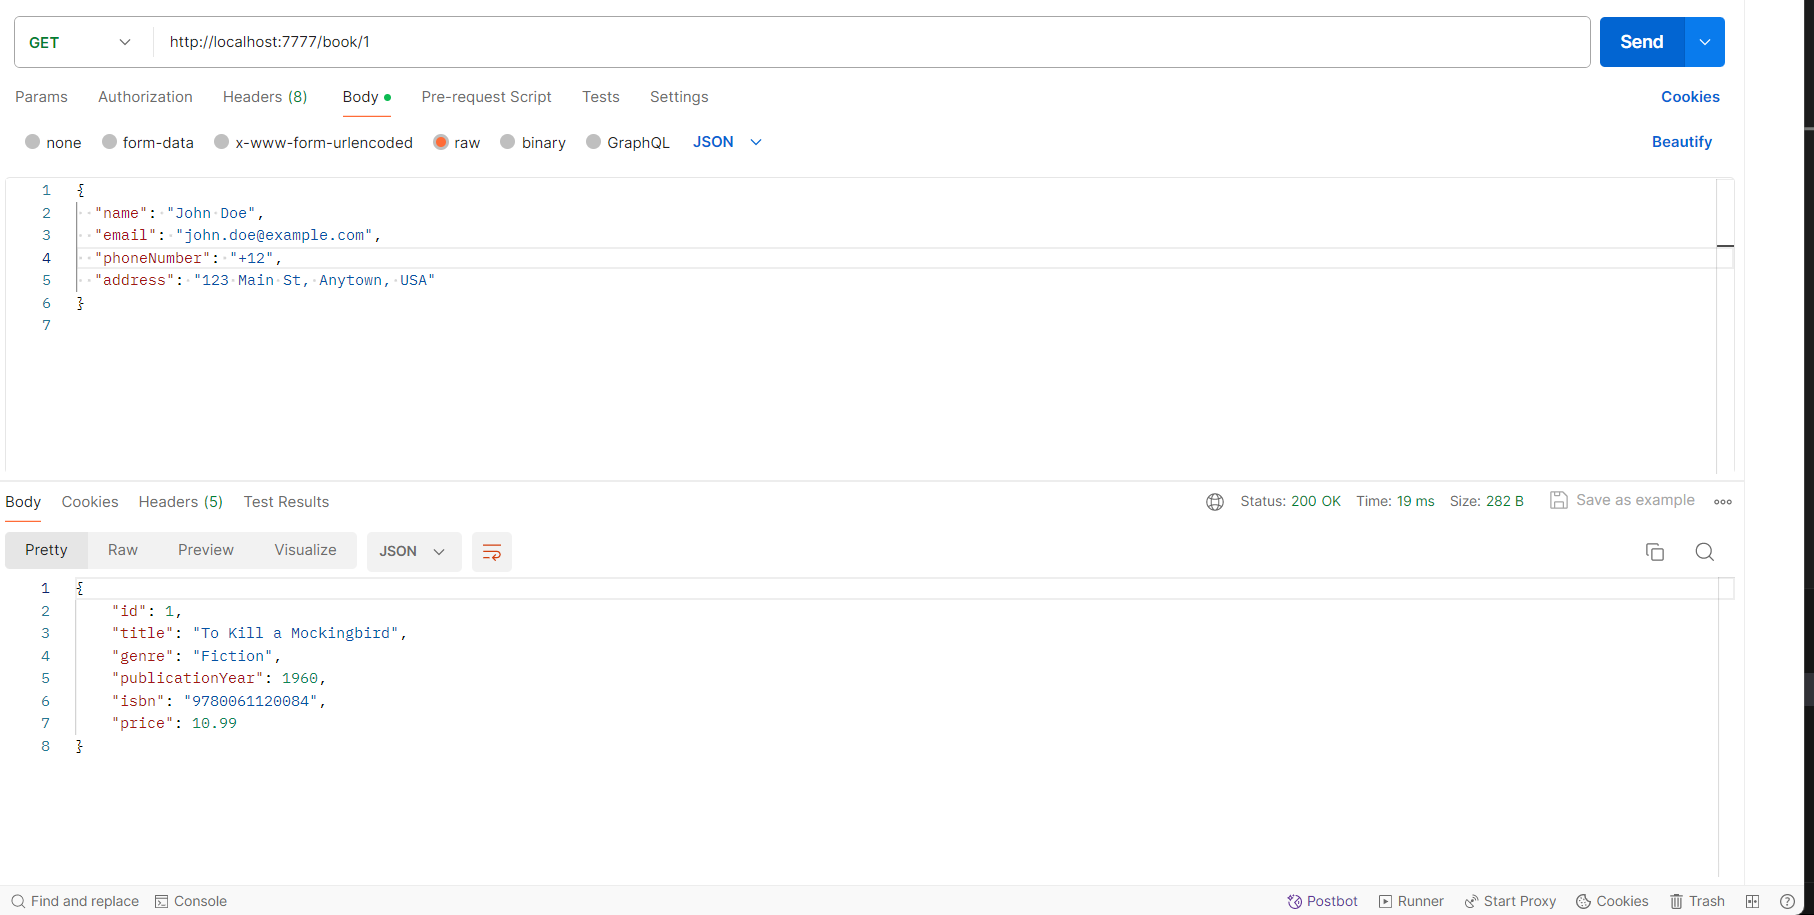 GET http://localhost:7777/book/1 Send
Params Authorization Headers (8) Body Pre-request Script Tests Settings Cookies
none form-data x-www-form-urlencoded raw binary GraphQL JSON Beautify
1 {
2 "name": "John Doe",
3 "email": "john.doe@example.com",
4 "phoneNumber": "+12",
5 "address": "123 Main St, Anytown, USA"
6 }
7
Body Cookies Headers (5) Test Results Status: 200 OK Time: 19 ms Size: 282 B Save as example
Pretty Raw Preview Visualize JSON
1 {
2 "id": 1,
3 "title": "To Kill a Mockingbird",
4 "genre": "Fiction",
5 "publicationYear": 1960,
6 "isbn": "9780061120084",
7 "price": 10.99
8 }
Find and replace Console Postbot Runner Start Proxy Cookies Trash